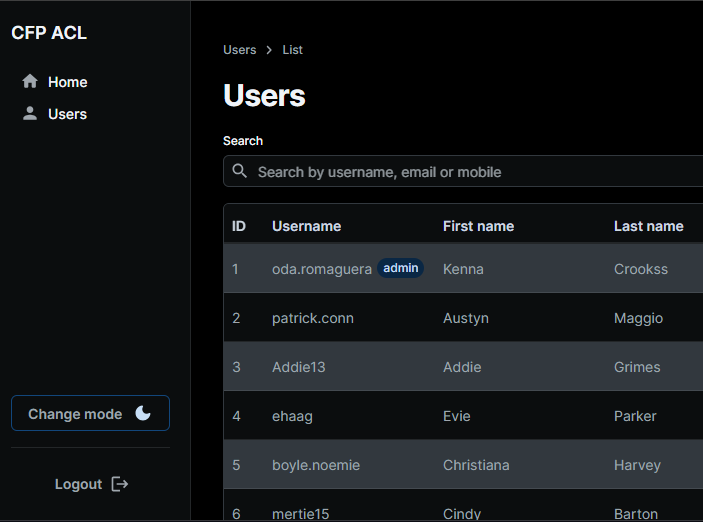 CFP ACL
Home
Users
Change mode
Logout
Users > List
Users
Search
Search by username, email or mobile
ID Username First name Last name
1 oda.romaguera admin Kenna Crookss
2 patrick.conn Austyn Maggio
3 Addie13 Addie Grimes
4 ehaag Evie Parker
5 boyle.noemie Christiana Harvey
6 mertie15 Cindy Barton